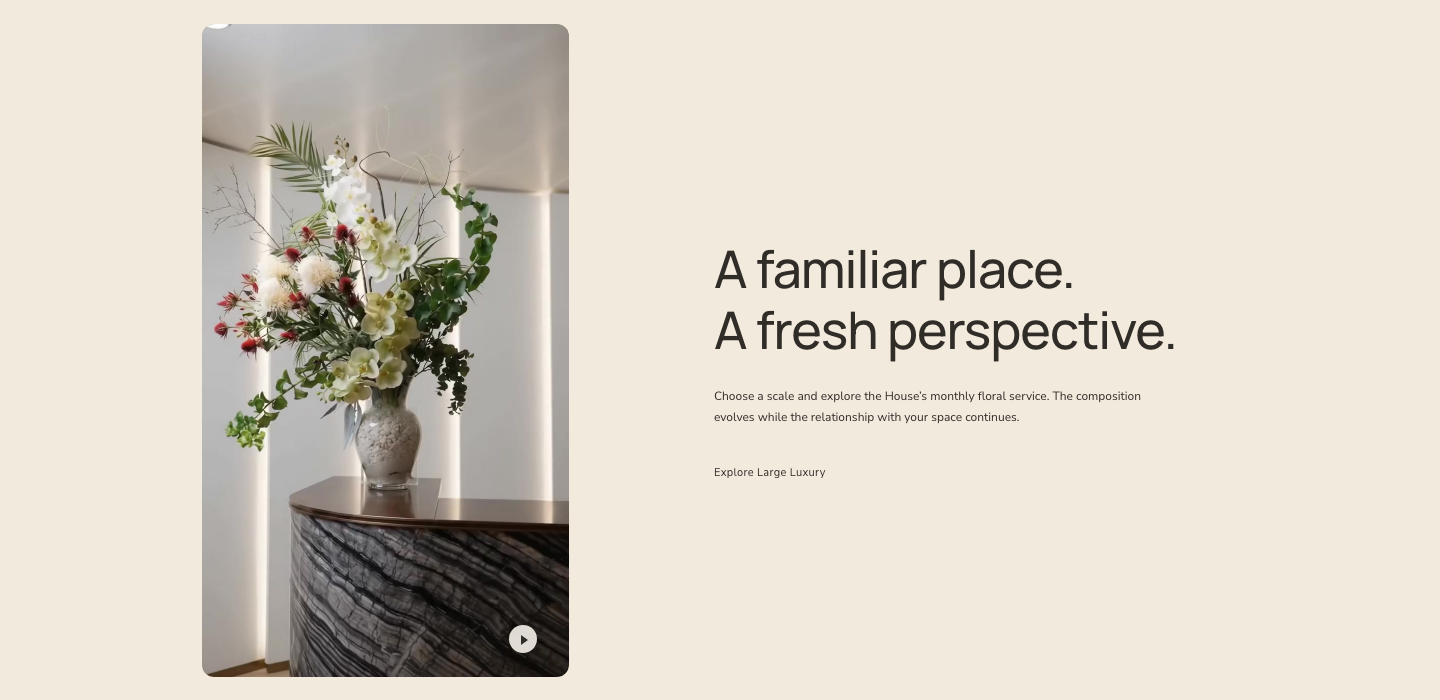 A familiar place.
A fresh perspective.
Choose a scale and explore the House’s monthly floral service. The composition
evolves while the relationship with your space continues.
Explore Large Luxury